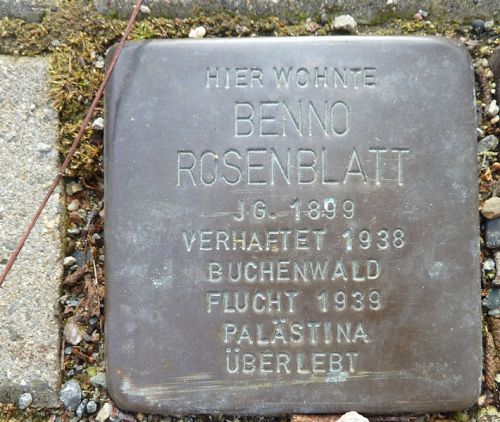 HIER WOHNTE
BENNO
ROSENBLATT
JG. 1899
VERHAFTET 1938
BUCHENWALD
FLUCHT 1939
PALÄSTINA
ÜBERLEBT